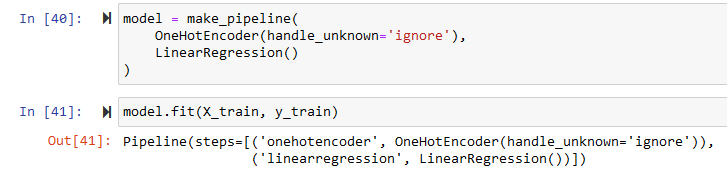 In [40]: model = make_pipeline(
OneHotEncoder(handle_unknown='ignore'),
LinearRegression()
)
In [41]: model.fit(X_train, y_train)
Out[41]: Pipeline(steps=[('onehotencoder', OneHotEncoder(handle_unknown='ignore')),
('linearregression', LinearRegression())])